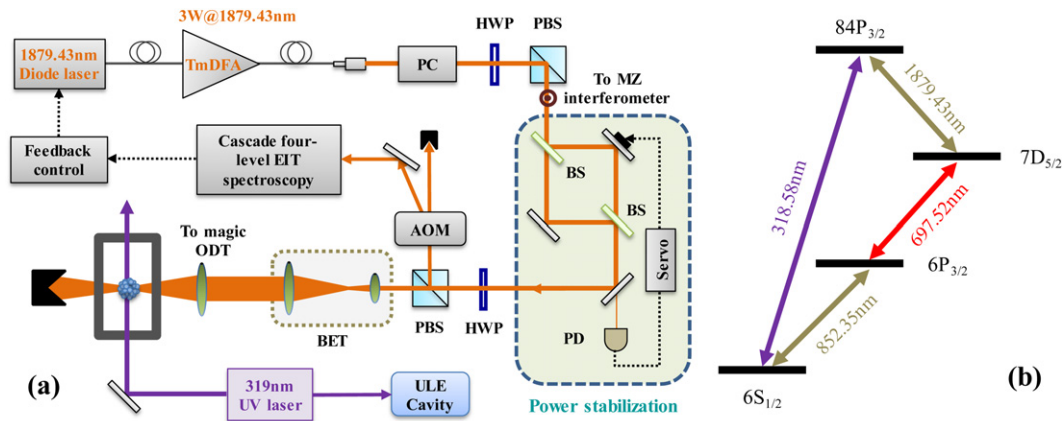 3W@1879.43nm
1879.43nm
Diode laser
TmDFA
PC
HWP
PBS
To MZ
interferometer
Feedback
control
Cascade four-
level EIT
spectroscopy
AOM
BS
BS
Servo
PD
Power stabilization
To magic
ODT
BET
PBS
HWP
(a)
319nm
UV laser
ULE
Cavity
84P3/2
1879.43nm
7D5/2
318.58nm
697.52nm
6P3/2
852.35nm
6S1/2
(b)